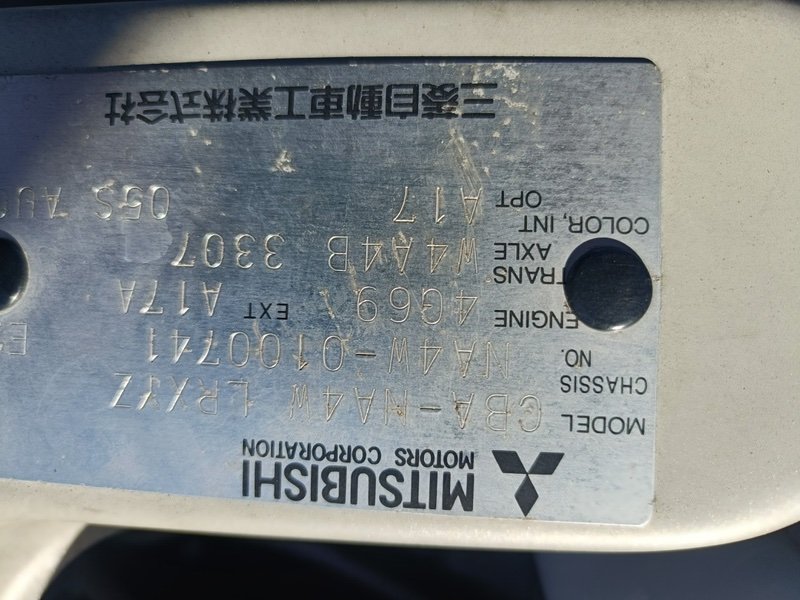 MITSUBISHI
MOTORS CORPORATION
MODEL CBA-NA4W LRXYZ
CHASSIS NO. NA4W-0100741
ENGINE 4G69 EXT A17A
TRANS AXLE W4A4B 3307
COLOR, INT OPT A17 05S
三菱自動車工業株式会社